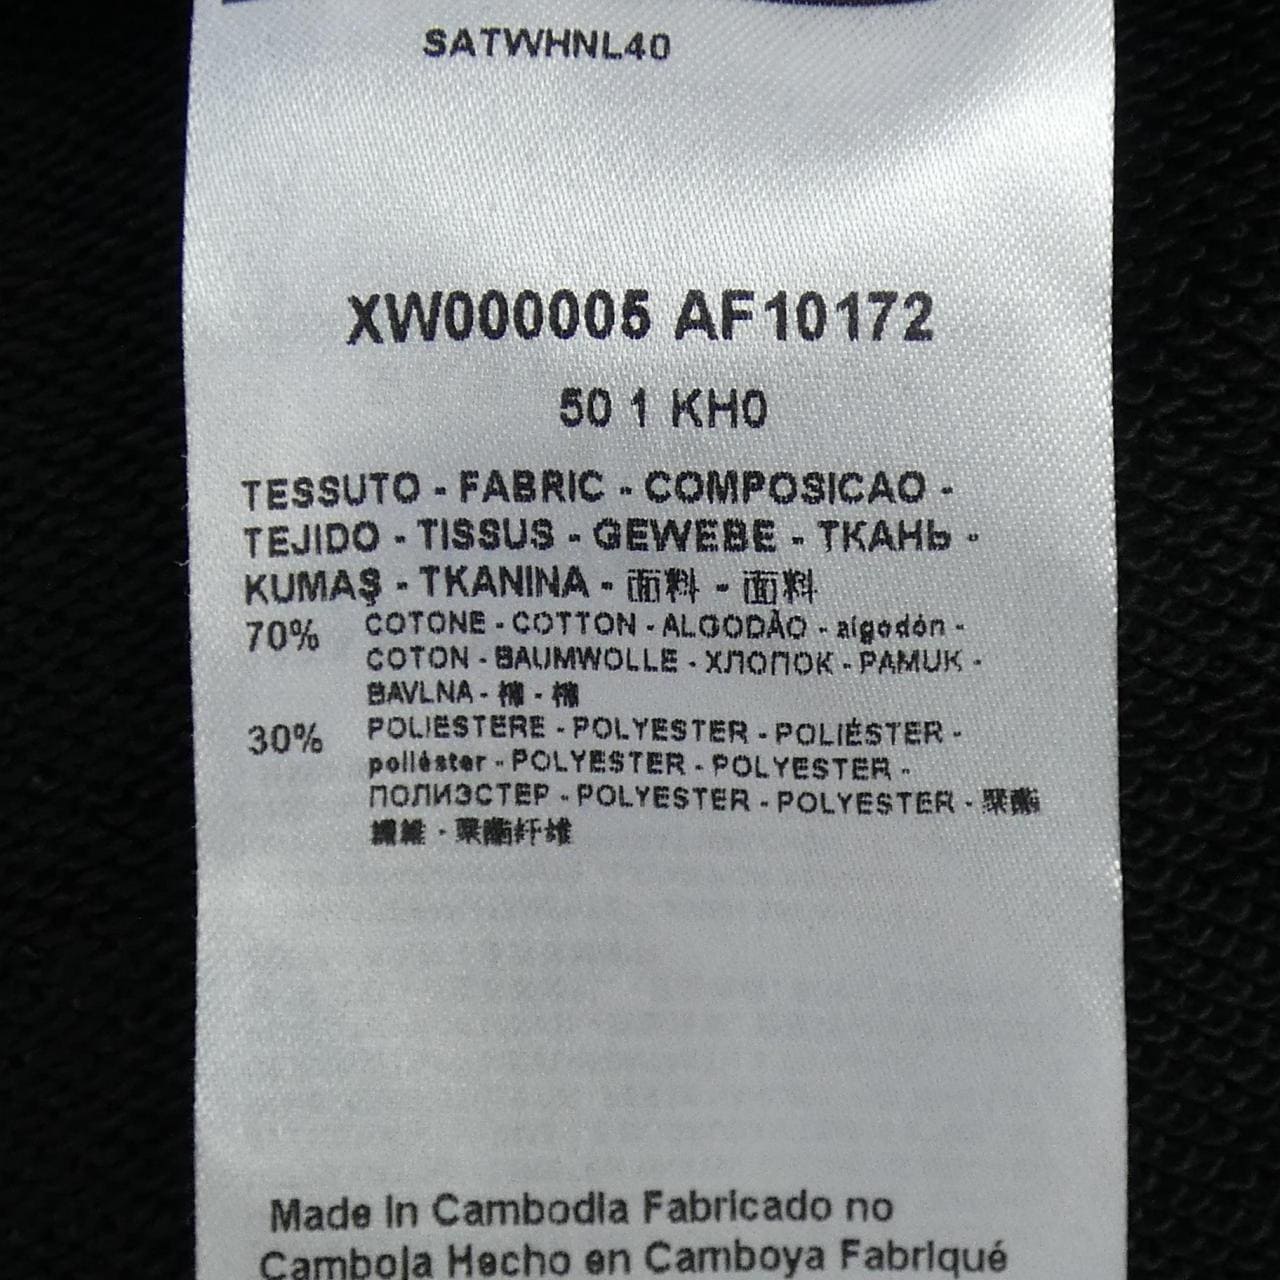 SATWHNL40
XW000005 AF10172
50 1 KH0
TESSUTO - FABRIC - COMPOSICAO -
TEJIDO - TISSUS - GEWEBE - ТКАНЬ -
KUMAŞ - TKANINA - 面料 - 面料
70% COTONE - COTTON - ALGODÃO - algodón -
COTON - BAUMWOLLE - ХЛОПОК - PAMUK -
BAVLNA - 棉 - 棉
30% POLIESTERE - POLYESTER - POLIÉSTER -
poliéster - POLYESTER - POLYESTER -
ПОЛИЭСТЕР - POLYESTER - POLYESTER - 聚酯
纖維 - 聚酯纤维
Made In Cambodia Fabricado no
Camboja Hecho en Camboya Fabriqué